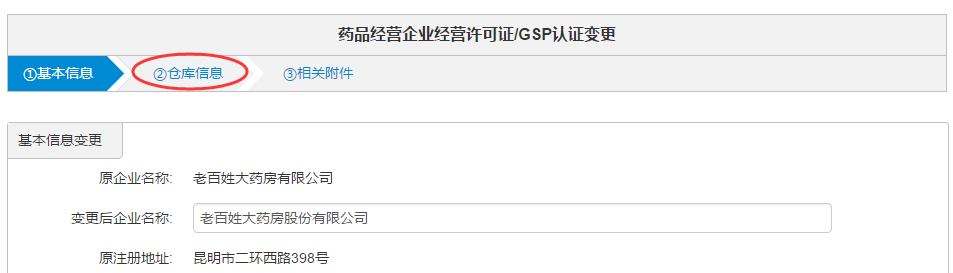 药品经营企业经营许可证/GSP认证变更
①基本信息 ②仓库信息 ③相关附件
基本信息变更
原企业名称: 老百姓大药房有限公司
变更后企业名称: 老百姓大药房股份有限公司
原注册地址: 昆明市二环西路398号